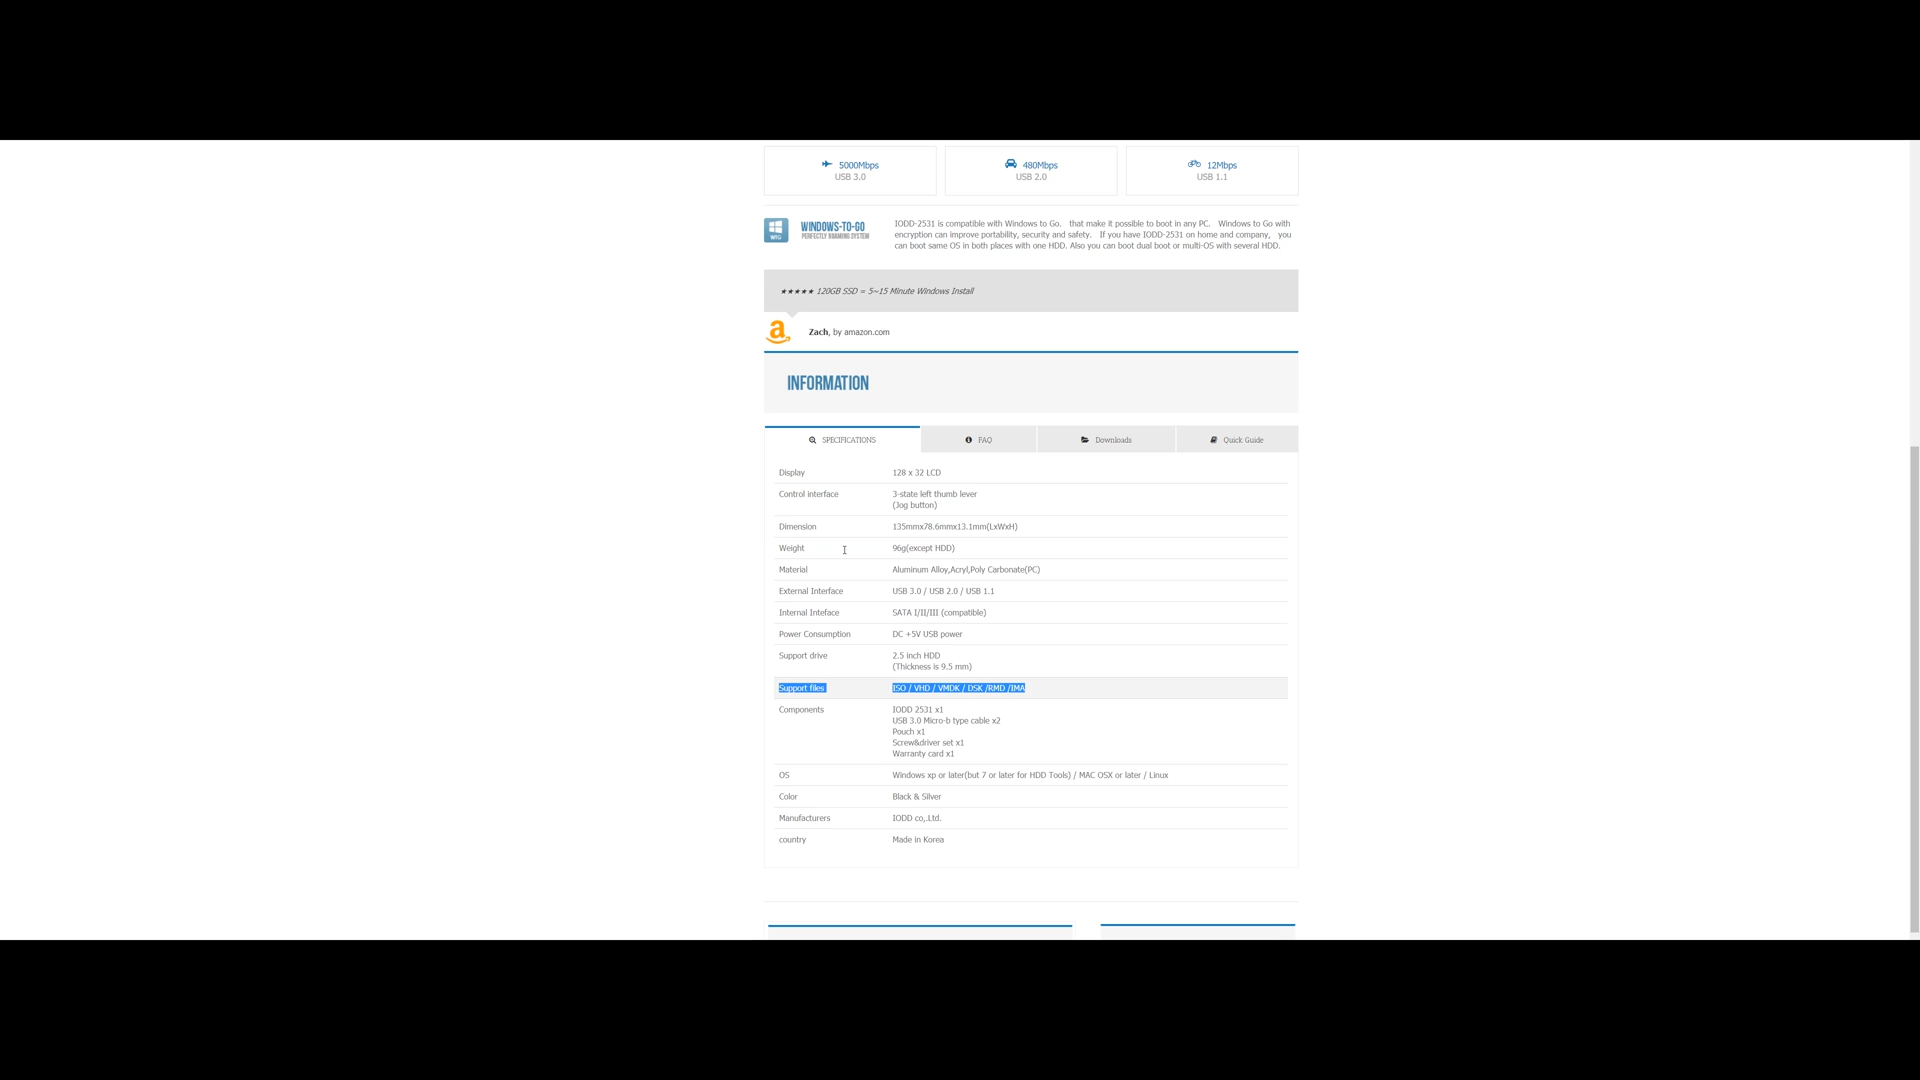 5000Mbps
USB 3.0
480Mbps
USB 2.0
12Mbps
USB 1.1
WTG
WINDOWS-TO-GO
PERFECTLY ROAMING SYSTEM
IODD-2531 is compatible with Windows to Go. that make it possible to boot in any PC. Windows to Go with
encryption can improve portability, security and safety. If you have IODD-2531 on home and company, you
can boot same OS in both places with one HDD. Also you can boot dual boot or multi-OS with several HDD.
★★★★★ 120GB SSD = 5~15 Minute Windows Install
a
Zach, by amazon.com
INFORMATION
SPECIFICATIONS
FAQ
Downloads
Quick Guide
Display 128 x 32 LCD
Control interface 3-state left thumb lever
(Jog button)
Dimension 135mmx78.6mmx13.1mm(LxWxH)
Weight 96g(except HDD)
Material Aluminum Alloy,Acryl,Poly Carbonate(PC)
External Interface USB 3.0 / USB 2.0 / USB 1.1
Internal Inteface SATA I/II/III (compatible)
Power Consumption DC +5V USB power
Support drive 2.5 inch HDD
(Thickness is 9.5 mm)
Support files ISO / VHD / VMDK / DSK /RMD /IMA
Components IODD 2531 x1
USB 3.0 Micro-b type cable x2
Pouch x1
Screw&driver set x1
Warranty card x1
OS Windows xp or later(but 7 or later for HDD Tools) / MAC OSX or later / Linux
Color Black & Silver
Manufacturers IODD co,.Ltd.
country Made in Korea